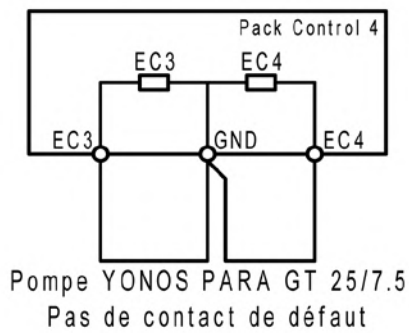 Pack Control 4
EC3 EC4
EC3 GND EC4
Pompe YONOS PARA GT 25/7.5
Pas de contact de défaut